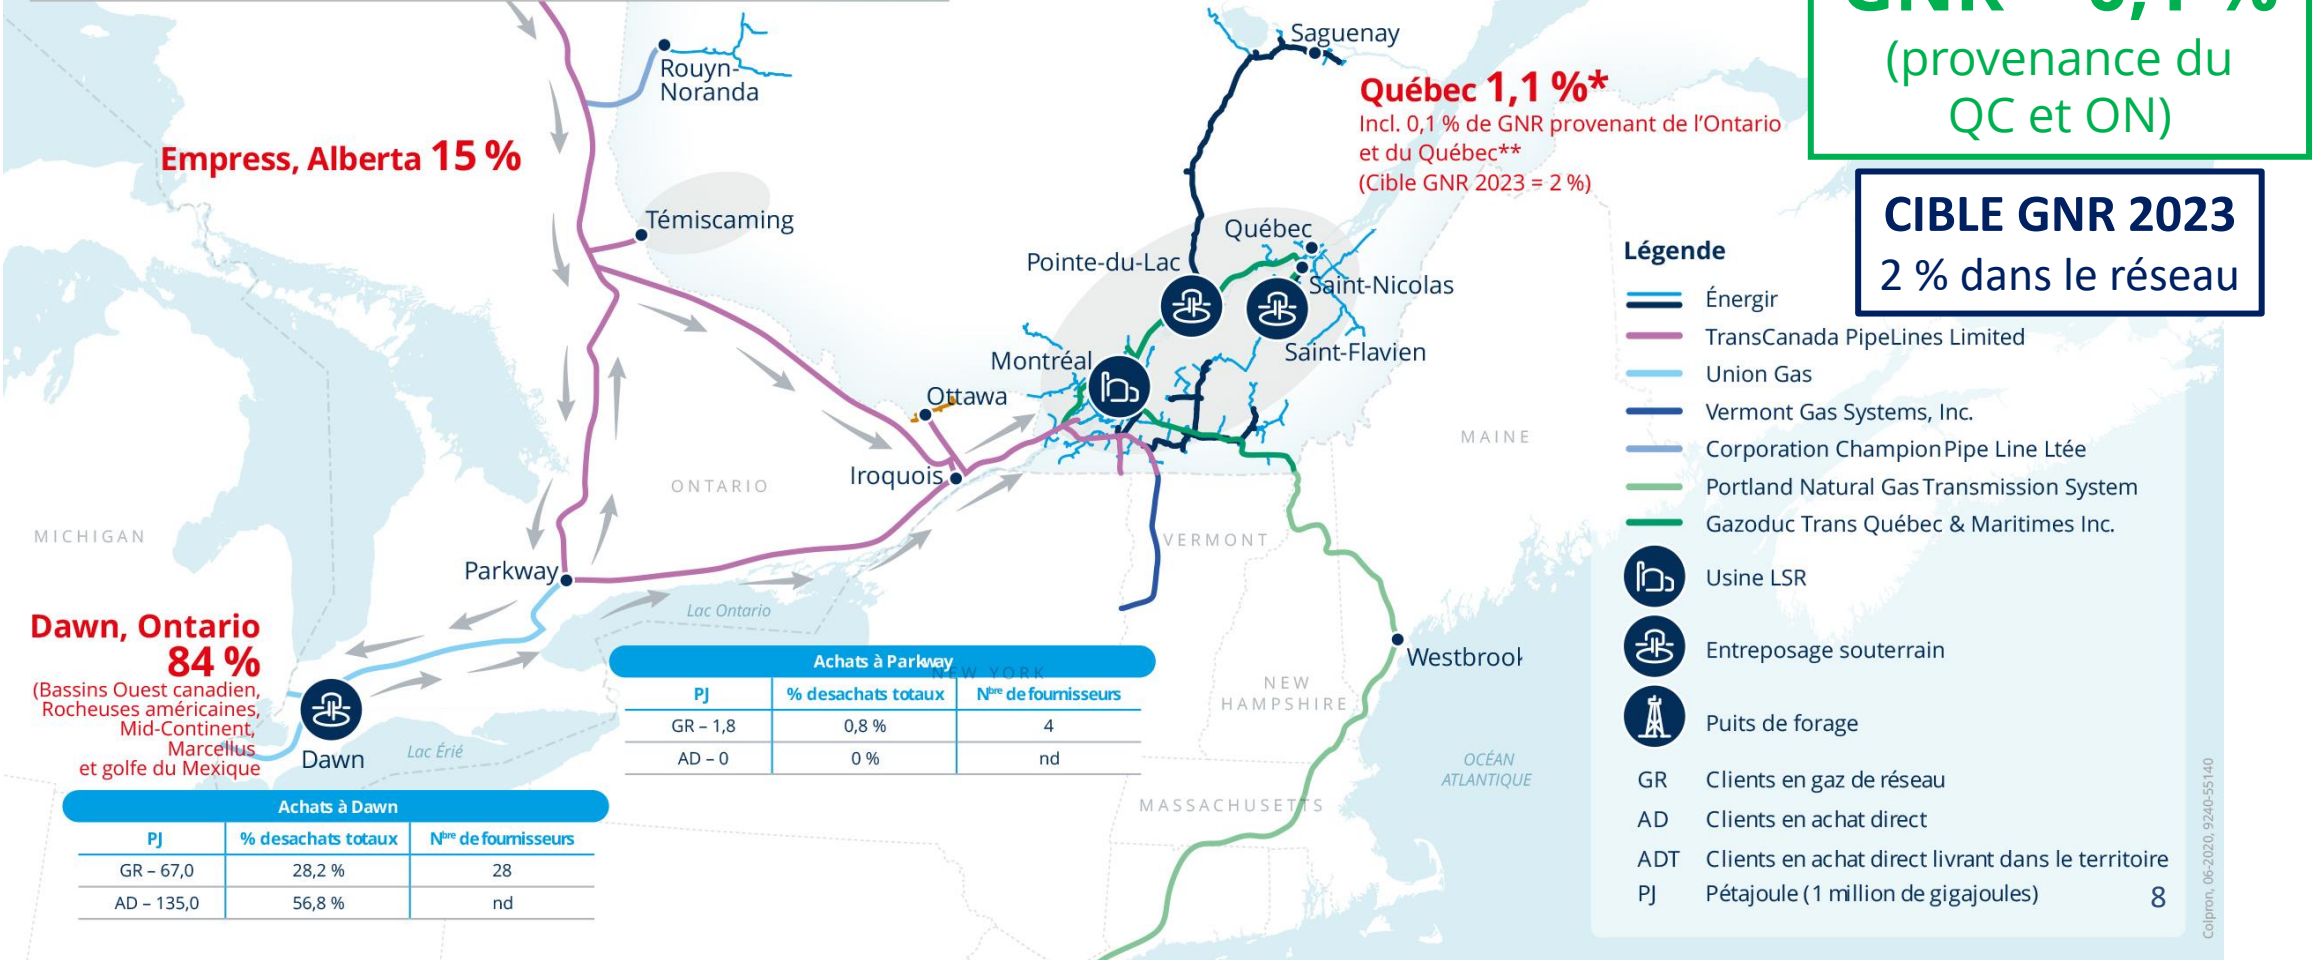 (provenance du
QC et ON)
CIBLE GNR 2023
2 % dans le réseau
Saguenay
Rouyn-
Noranda
Québec 1,1 %*
Incl. 0,1 % de GNR provenant de l’Ontario
et du Québec**
(Cible GNR 2023 = 2 %)
Empress, Alberta 15 %
Témiscaming
Québec
Pointe-du-Lac
Saint-Nicolas
Saint-Flavien
Montréal
Ottawa
Iroquois
ONTARIO
MICHIGAN
MAINE
VERMONT
Parkway
Lac Ontario
Dawn, Ontario
84 %
(Bassins Ouest canadien,
Rocheuses américaines,
Mid-Continent,
Marcellus
et golfe du Mexique
Dawn
Lac Érié
NEW YORK
Westbrook
NEW
HAMPSHIRE
OCÉAN
ATLANTIQUE
MASSACHUSETTS
Achats à Parkway
PJ % desachats totaux Nbre de fournisseurs
GR – 1,8 0,8 % 4
AD – 0 0 % nd
Achats à Dawn
PJ % desachats totaux Nbre de fournisseurs
GR – 67,0 28,2 % 28
AD – 135,0 56,8 % nd
Légende
Énergir
TransCanada PipeLines Limited
Union Gas
Vermont Gas Systems, Inc.
Corporation Champion Pipe Line Ltée
Portland Natural Gas Transmission System
Gazoduc Trans Québec & Maritimes Inc.
Usine LSR
Entreposage souterrain
Puits de forage
GR Clients en gaz de réseau
AD Clients en achat direct
ADT Clients en achat direct livrant dans le territoire
PJ Pétajoule (1 million de gigajoules)
8
Colpron, 06-2020, 9240-55140